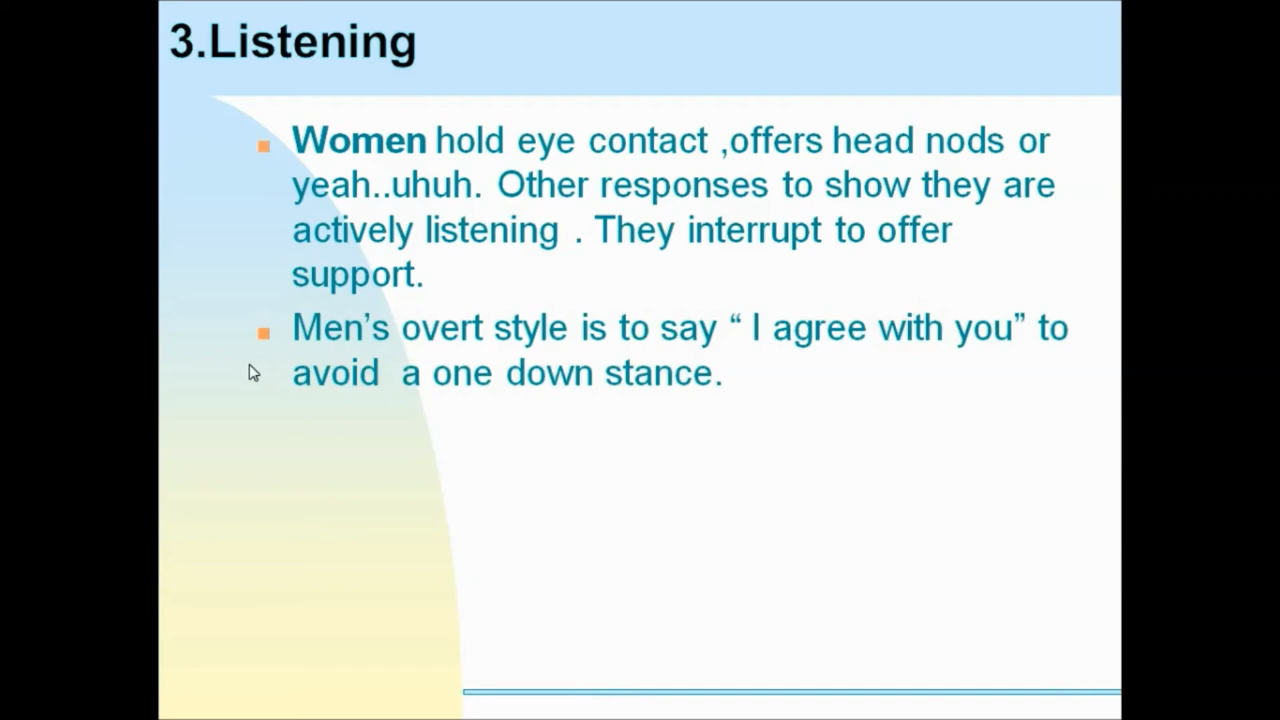 3.Listening
Women hold eye contact ,offers head nods or
yeah..uhuh. Other responses to show they are
actively listening . They interrupt to offer
support.
Men’s overt style is to say “ I agree with you” to
avoid a one down stance.